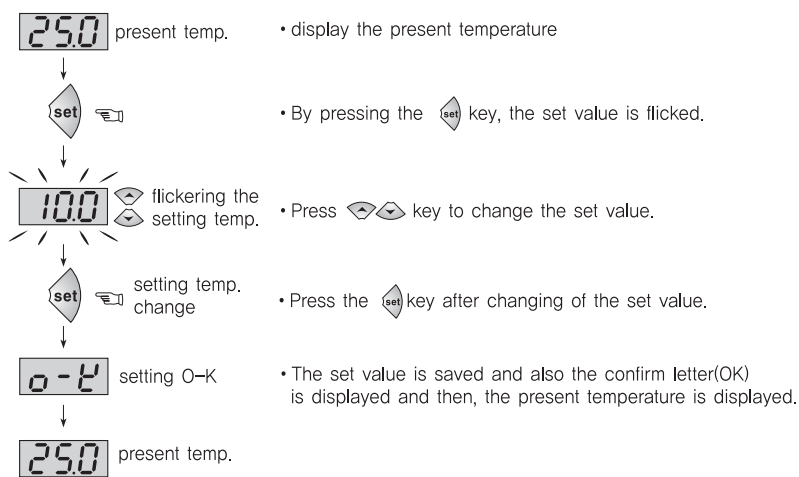 25.0 present temp. • display the present temperature
set • By pressing the set key, the set value is flicked.
10.0 flickering the
setting temp. • Press key to change the set value.
set setting temp.
change • Press the set key after changing of the set value.
o-k setting O-K • The set value is saved and also the confirm letter(OK)
is displayed and then, the present temperature is displayed.
25.0 present temp.